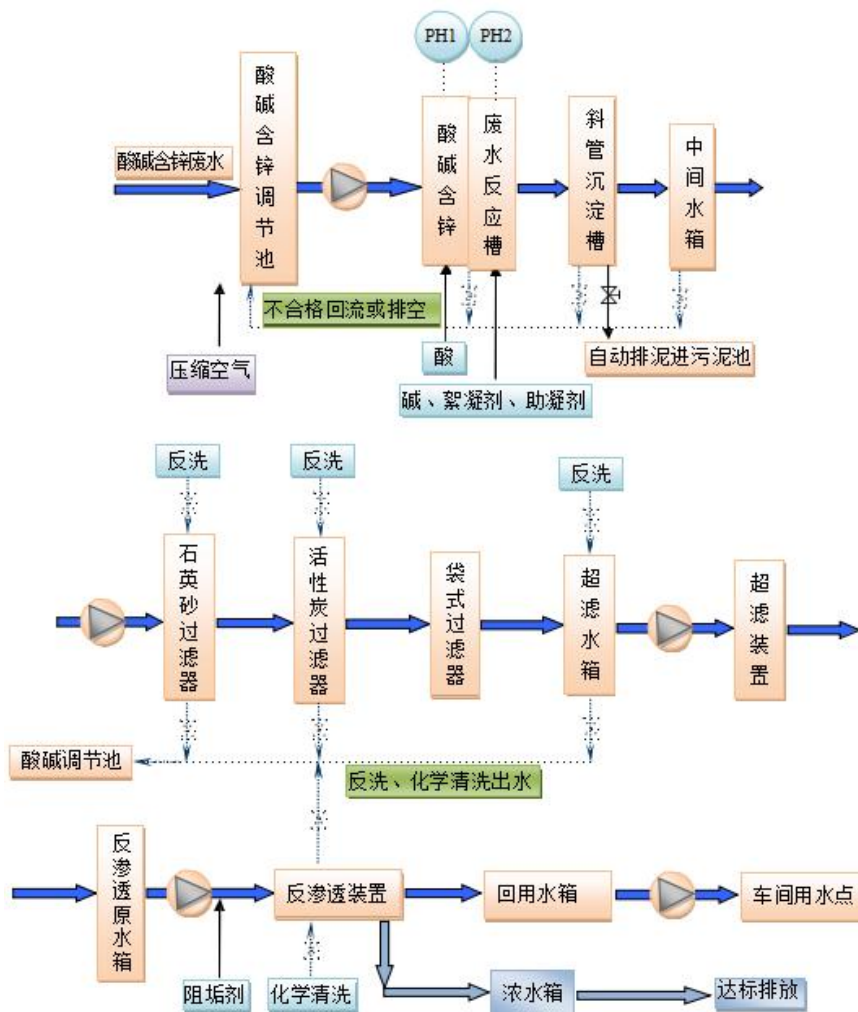 PH1
PH2
酸碱含锌废水
酸碱含锌调节池
酸碱含锌
废水反应槽
斜管沉淀槽
中间水箱
不合格回流或排空
压缩空气
酸
自动排泥进污泥池
碱、絮凝剂、助凝剂
反洗
反洗
反洗
石英砂过滤器
活性炭过滤器
袋式过滤器
超滤水箱
超滤装置
酸碱调节池
反洗、化学清洗出水
反渗透原水箱
反渗透装置
回用水箱
车间用水点
阻垢剂
化学清洗
浓水箱
达标排放